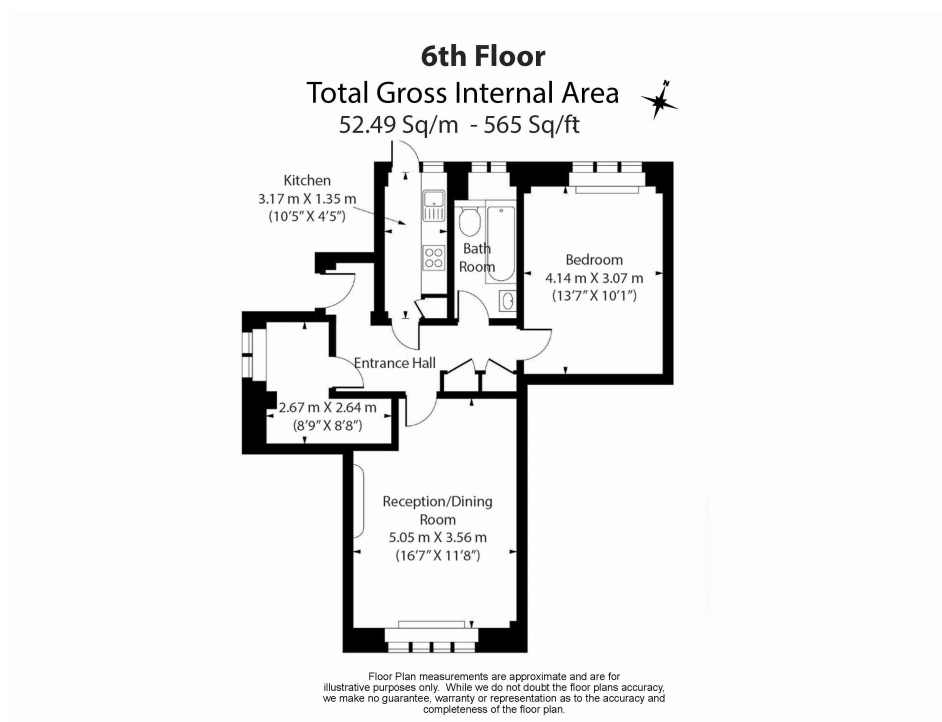 6th Floor
Total Gross Internal Area
52.49 Sq/m - 565 Sq/ft
N
Kitchen
3.17 m X 1.35 m
(10'5" X 4'5")
Bath
Room
Bedroom
4.14 m X 3.07 m
(13'7" X 10'1")
Entrance Hall
2.67 m X 2.64 m
(8'9" X 8'8")
Reception/Dining
Room
5.05 m X 3.56 m
(16'7" X 11'8")
Floor Plan measurements are approximate and are for
illustrative purposes only. While we do not doubt the floor plans accuracy,
we make no guarantee, warranty or representation as to the accuracy and
completeness of the floor plan.